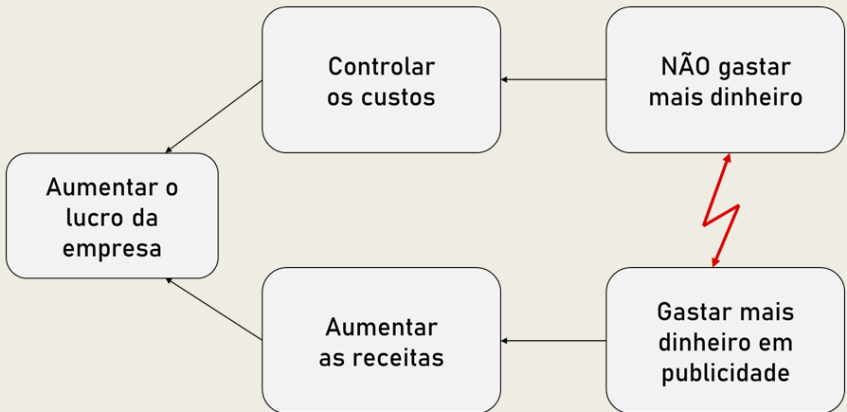 Controlar
os custos
NÃO gastar
mais dinheiro
Aumentar o
lucro da
empresa
Aumentar
as receitas
Gastar mais
dinheiro em
publicidade